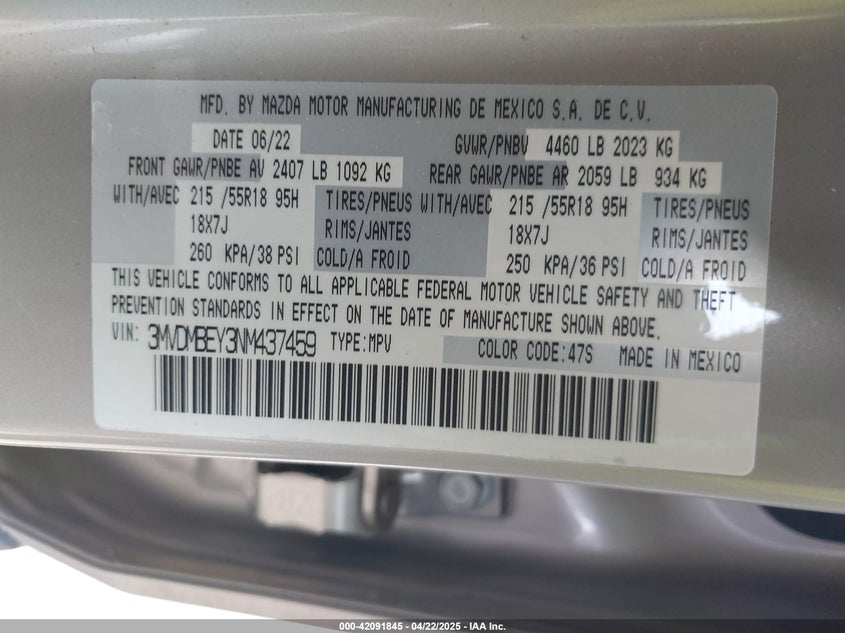 MFD. BY MAZDA MOTOR MANUFACTURING DE MEXICO S.A. DE C.V.
DATE 06/22 GVWR/PNBV 4460 LB 2023 KG
FRONT GAWR/PNBE AV 2407 LB 1092 KG REAR GAWR/PNBE AR 2059 LB 934 KG
WITH/AVEC 215 /55R18 95H TIRES/PNEUS WITH/AVEC 215 /55R18 95H TIRES/PNEUS
18X7J RIMS/JANTES 18X7J RIMS/JANTES
260 KPA/38 PSI COLD/A FROID 250 KPA/36 PSI COLD/A FROID
THIS VEHICLE CONFORMS TO ALL APPLICABLE FEDERAL MOTOR VEHICLE SAFETY AND THEFT
PREVENTION STANDARDS IN EFFECT ON THE DATE OF MANUFACTURE SHOWN ABOVE.
VIN: 3MVDMBEY3NM437459 TYPE:MPV COLOR CODE:47S MADE IN MEXICO
000-42091845 - 04/22/2025 - IAA Inc.